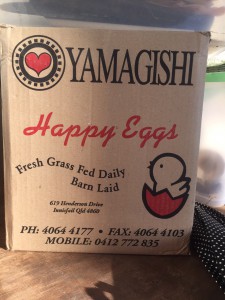 YAMAGISHI
Happy Eggs
Fresh Grass Fed Daily
Barn Laid
619 Henderson Drive
Innisfail Qld 4860
PH: 4064 4177 • FAX: 4064 4103
MOBILE: 0412 772 835